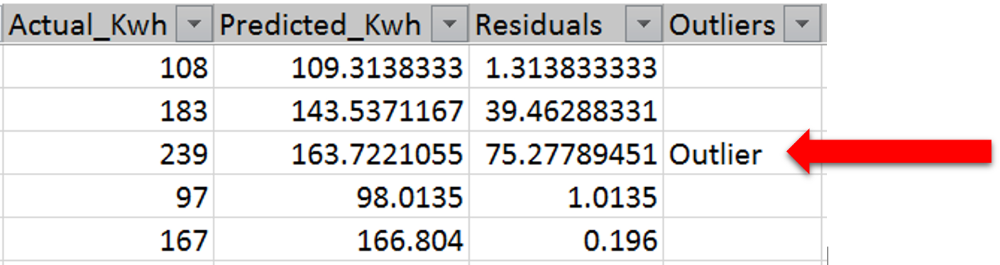 Actual_Kwh Predicted_Kwh Residuals Outliers
108 109.3138333 1.313833333
183 143.5371167 39.46288331
239 163.7221055 75.27789451 Outlier
97 98.0135 1.0135
167 166.804 0.196